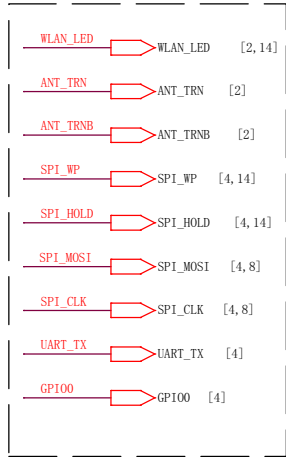 WLAN_LED WLAN_LED [2,14]
ANT_TRN ANT_TRN [2]
ANT_TRNB ANT_TRNB [2]
SPI_WP SPI_WP [4,14]
SPI_HOLD SPI_HOLD [4,14]
SPI_MOSI SPI_MOSI [4,8]
SPI_CLK SPI_CLK [4,8]
UART_TX UART_TX [4]
GPIO0 GPIO0 [4]